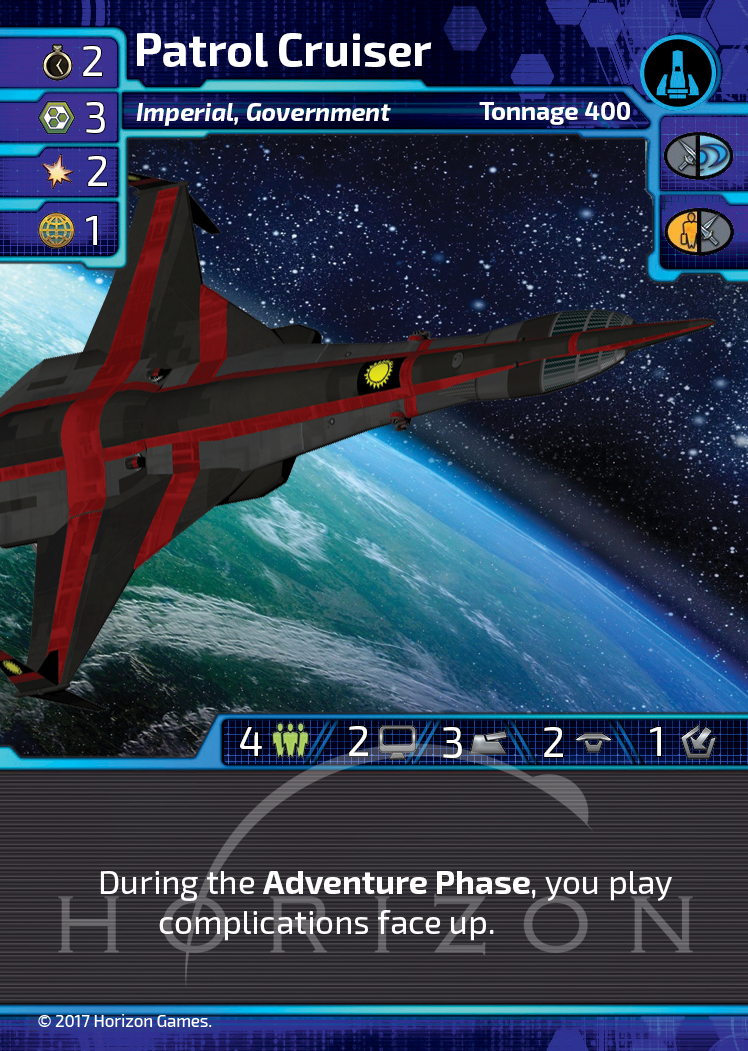 Patrol Cruiser
2
3
2
1
Imperial, Government Tonnage 400
4 2 3 2 1
During the Adventure Phase, you play
complications face up.
HORIZON
© 2017 Horizon Games.